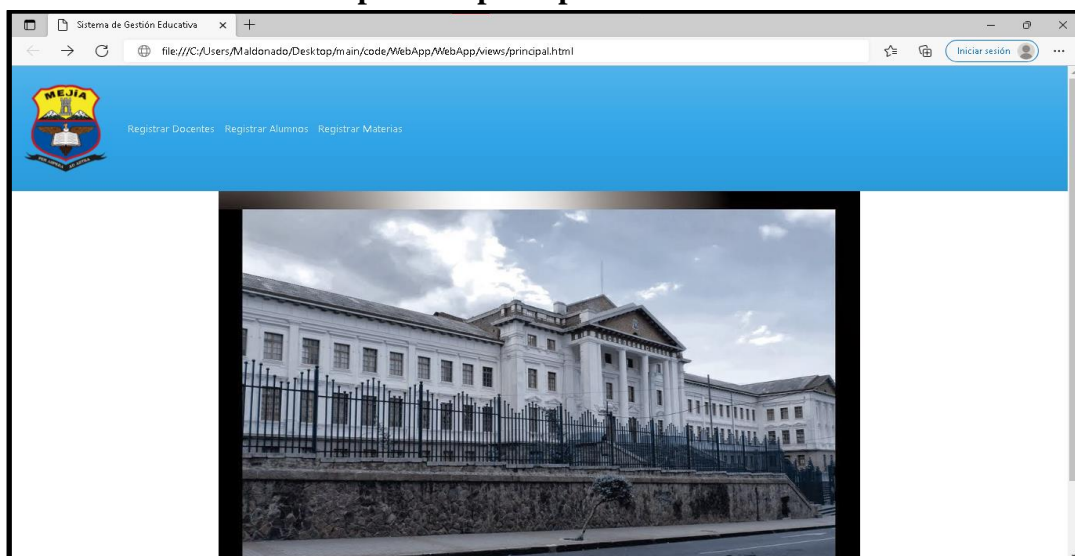 Sistema de Gestión Educativa
file:///C:/Users/Maldonado/Desktop/main/code/WebApp/WebApp/views/principal.html
Iniciar sesión
MEJÍA
Registrar Docentes Registrar Alumnos Registrar Materias